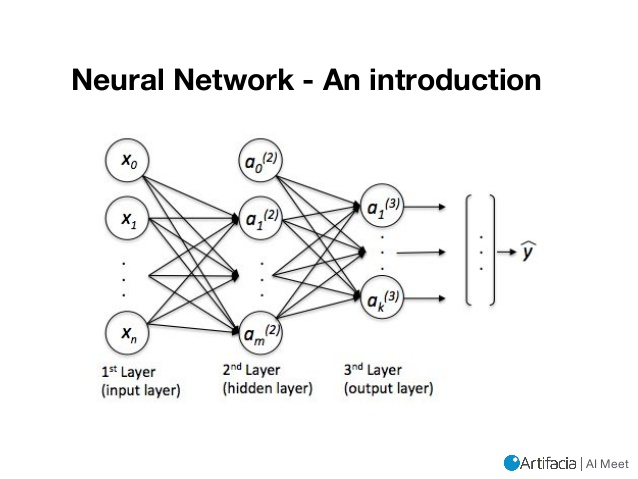 Neural Network - An introduction
x₀ a₀⁽²⁾
x₁ a₁⁽²⁾ a₁⁽³⁾
ŷ
xₙ aₘ⁽²⁾ aₖ⁽³⁾
1ˢᵗ Layer 2ⁿᵈ Layer 3ⁿᵈ Layer
(input layer) (hidden layer) (output layer)
Artifacia | AI Meet